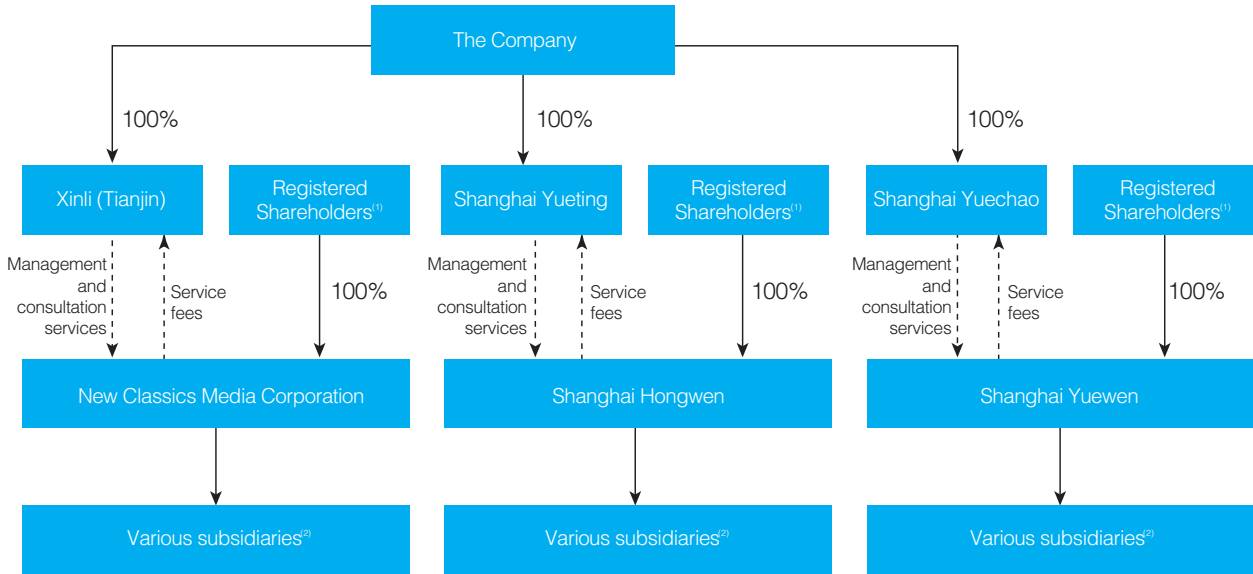 The Company
100%
100%
100%
Xinli (Tianjin)
Registered
Shareholders(1)
Shanghai Yueting
Registered
Shareholders(1)
Shanghai Yuechao
Registered
Shareholders(1)
Management
and
consultation
services
Service
fees
100%
Management
and
consultation
services
Service
fees
100%
Management
and
consultation
services
Service
fees
100%
New Classics Media Corporation
Shanghai Hongwen
Shanghai Yuewen
Various subsidiaries(2)
Various subsidiaries(2)
Various subsidiaries(2)